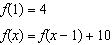 f(1) = 4
f(x) = f(x − 1) + 10